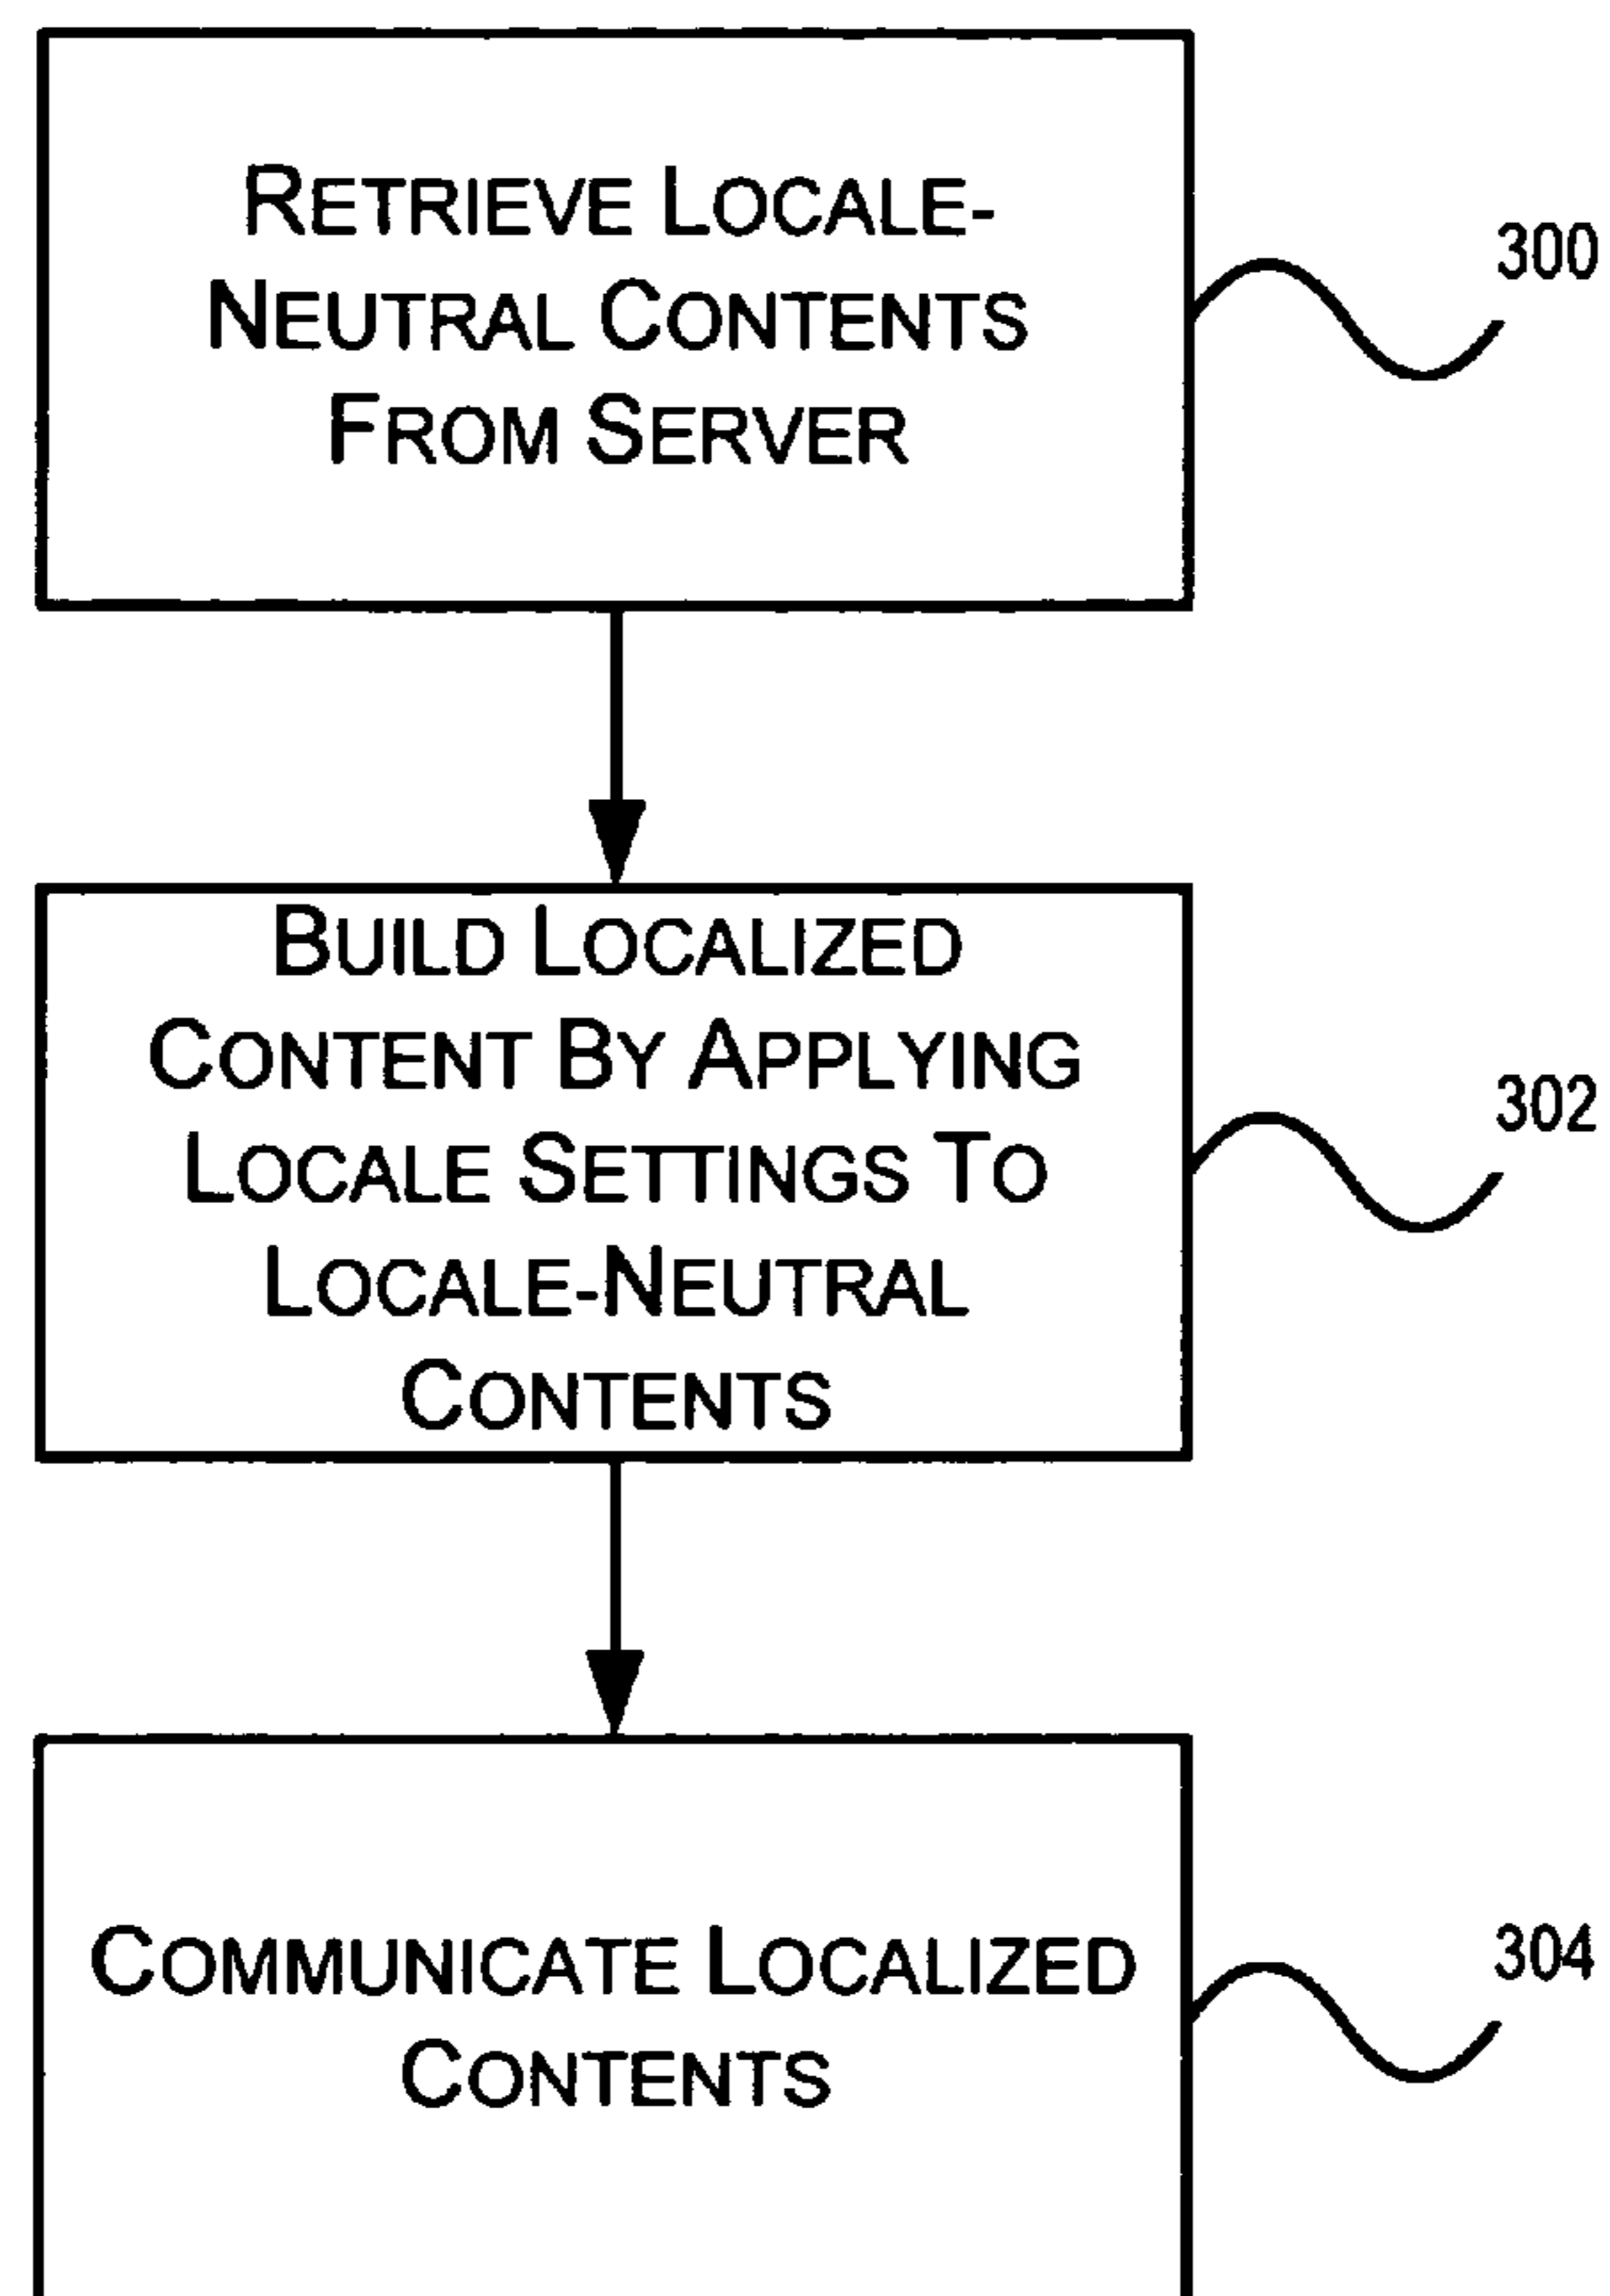 RETRIEVE LOCALE-
NEUTRAL CONTENTS
FROM SERVER
300
BUILD LOCALIZED
CONTENT BY APPLYING
LOCALE SETTINGS TO
LOCALE-NEUTRAL
CONTENTS
302
COMMUNICATE LOCALIZED
CONTENTS
304